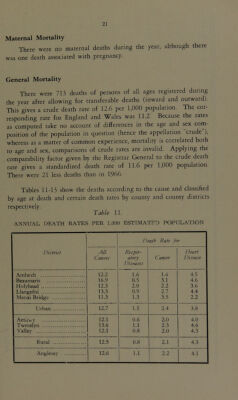 21
Maternal Mortality
There were no maternal deaths during the year, although there
was one death associated with pregnancy.
General Mortality
There were 713 deaths of persons of all ages registered during
the year after allowing for transferable deaths (inward and outward).
This gives a crude death rate of 12.6 per 1,000 population. The cor-
responding rate for England and Wales was 11.2 Because the rates
as computed take no account of differences in the age and sex com-
position of the population in question (hence the appellation "crude"),
whereas as a matter of common experience, mortality is correlated both
to age and sex, comparisons of crude rates are invalid. Applying the
comparability factor given by the Registrar General to the crude death
rate gives a standardized death rate of 11.6 per 1,000 population.
There were 21 less deaths than in 1966
Tables 11-13 show the deaths according to the cause and classified
by age at death and certain death rates by county and county districts
respectively
Table 11.
ANNUAL DEATH RATES PER 1,000 ESTIMATED POPULATION
Death Rate for
District All Causes Respir-atory Diseases Cancer Heart Disease
Amlwch 12.2 1.6 1.6 4.5
Beaumaris 16.9 0.5 3.1 4.6
Holyhead 12.3 2.0 2.2 3.6
Llangefni 13.3 0.9 2.7 4.4
Menai Bridge 11.3 1.3 3.5 2.2
Urban 12.7 1.5 2.4 3.8
Aethwy 12.1 0.6 2.0 4.0
Twrcelyn 13.6 1.1 2.3 4.6
Valley 12.1 0.8 2.0 4.3
Rural 12.5 0.8 2.1 4.3
Anglesey 12.6 1.1 2.2 4.1